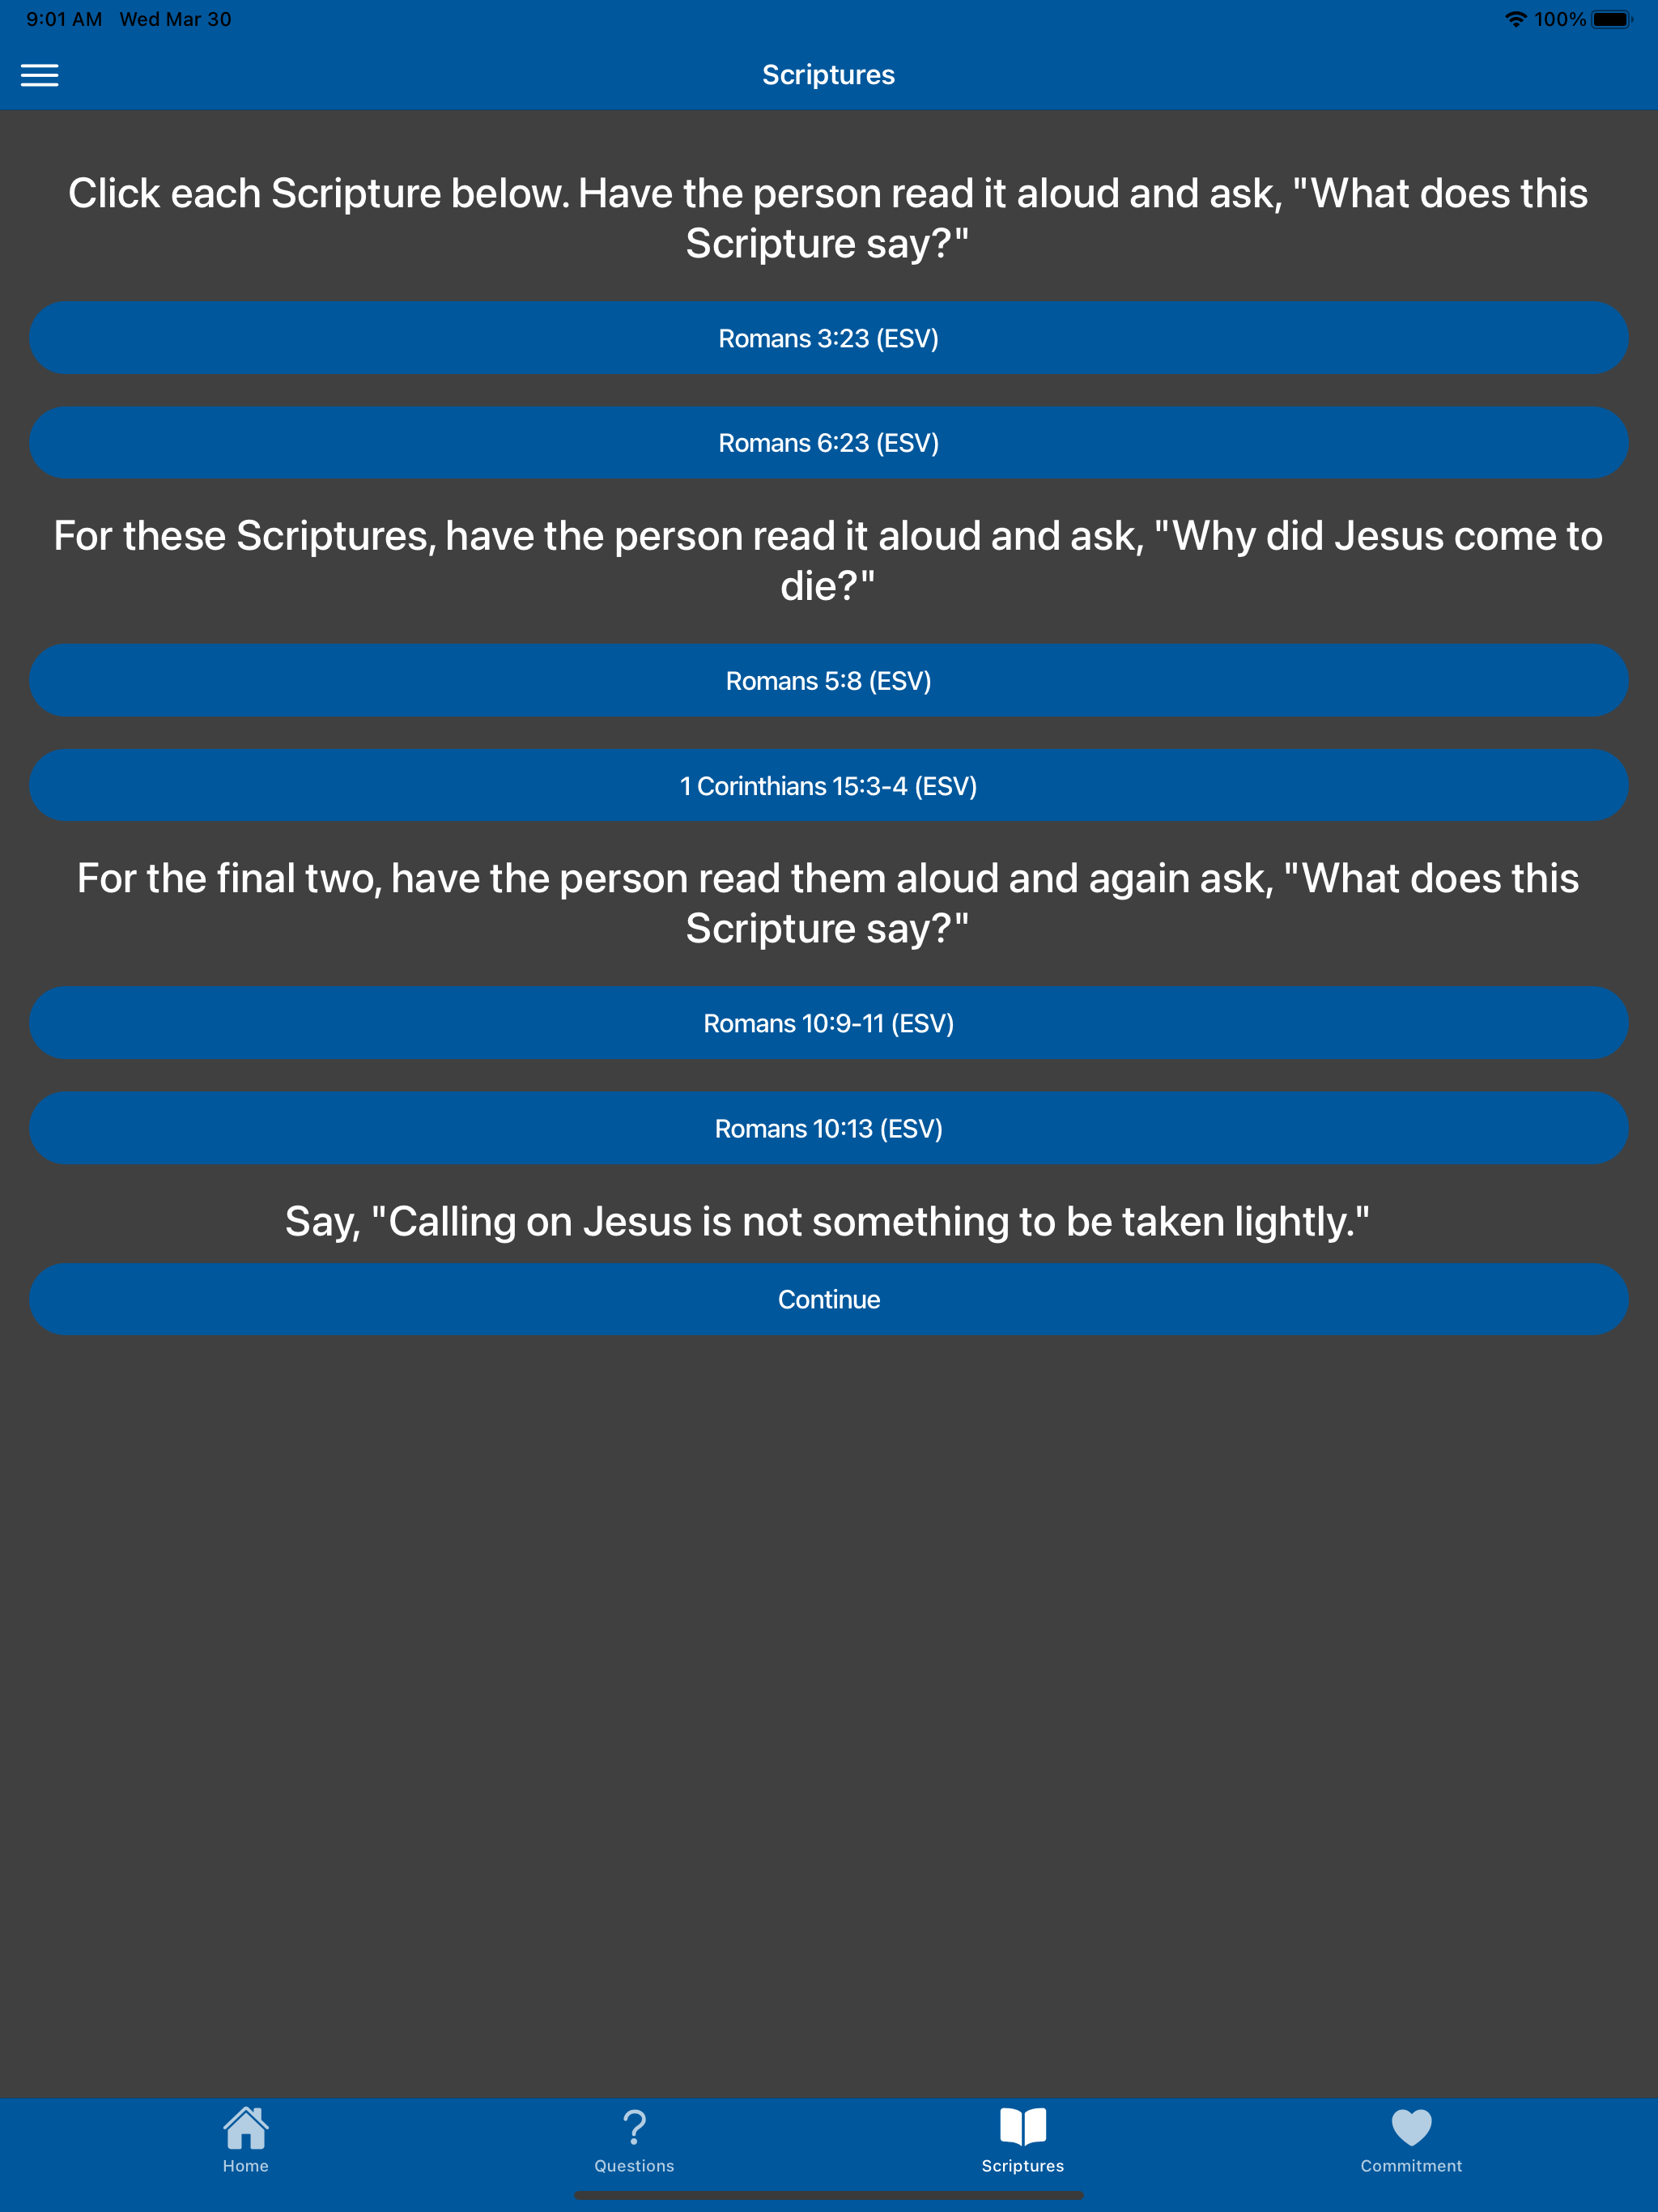 9:01 AM Wed Mar 30
100%
Scriptures
Click each Scripture below. Have the person read it aloud and ask, "What does this
Scripture say?"
Romans 3:23 (ESV)
Romans 6:23 (ESV)
For these Scriptures, have the person read it aloud and ask, "Why did Jesus come to
die?"
Romans 5:8 (ESV)
1 Corinthians 15:3-4 (ESV)
For the final two, have the person read them aloud and again ask, "What does this
Scripture say?"
Romans 10:9-11 (ESV)
Romans 10:13 (ESV)
Say, "Calling on Jesus is not something to be taken lightly."
Continue
Home
Questions
Scriptures
Commitment